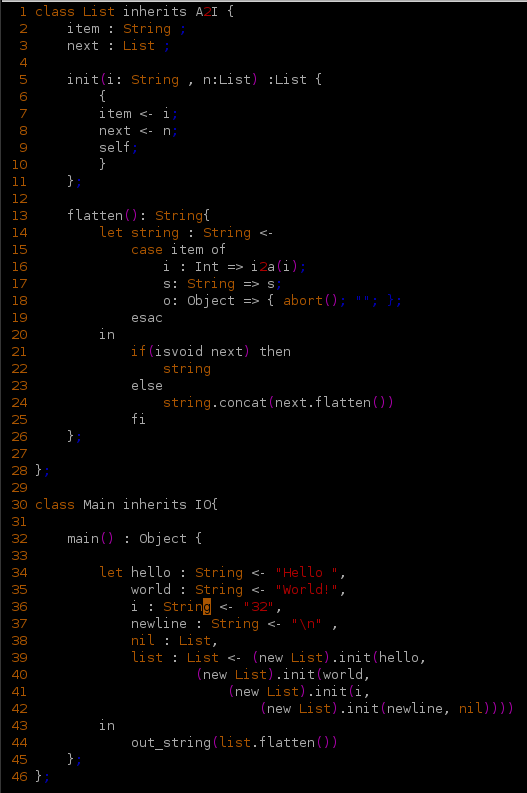 1 class List inherits A2I {
2     item : String ;
3     next : List ;
4
5     init(i: String , n:List) :List {
6         {
7         item <- i;
8         next <- n;
9         self;
10         }
11     };
12
13     flatten(): String{
14         let string : String <-
15             case item of
16                 i : Int => i2a(i);
17                 s: String => s;
18                 o: Object => { abort(); ""; };
19             esac
20         in
21             if(isvoid next) then
22                 string
23             else
24                 string.concat(next.flatten())
25             fi
26     };
27
28 };
29
30 class Main inherits IO{
31
32     main() : Object {
33
34         let hello : String <- "Hello ",
35             world : String <- "World!",
36             i : String <- "32",
37             newline : String <- "\n" ,
38             nil : List,
39             list : List <- (new List).init(hello,
40                     (new List).init(world,
41                         (new List).init(i,
42                             (new List).init(newline, nil))))
43         in
44             out_string(list.flatten())
45     };
46 };